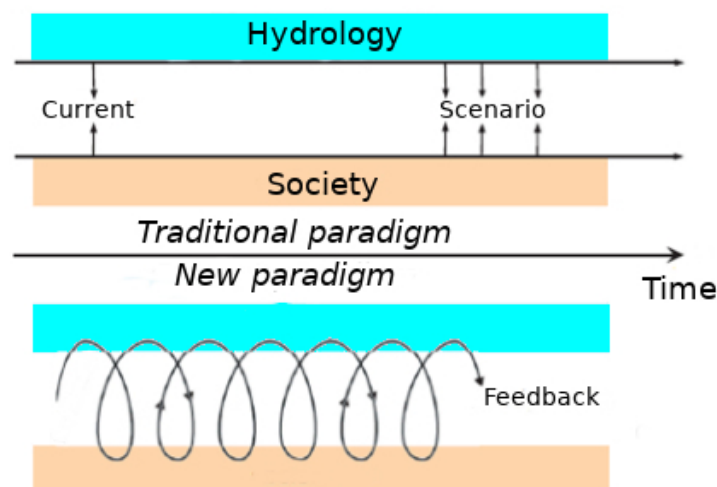 Hydrology
Current Scenario
Society
Traditional paradigm
New paradigm
Time
Feedback